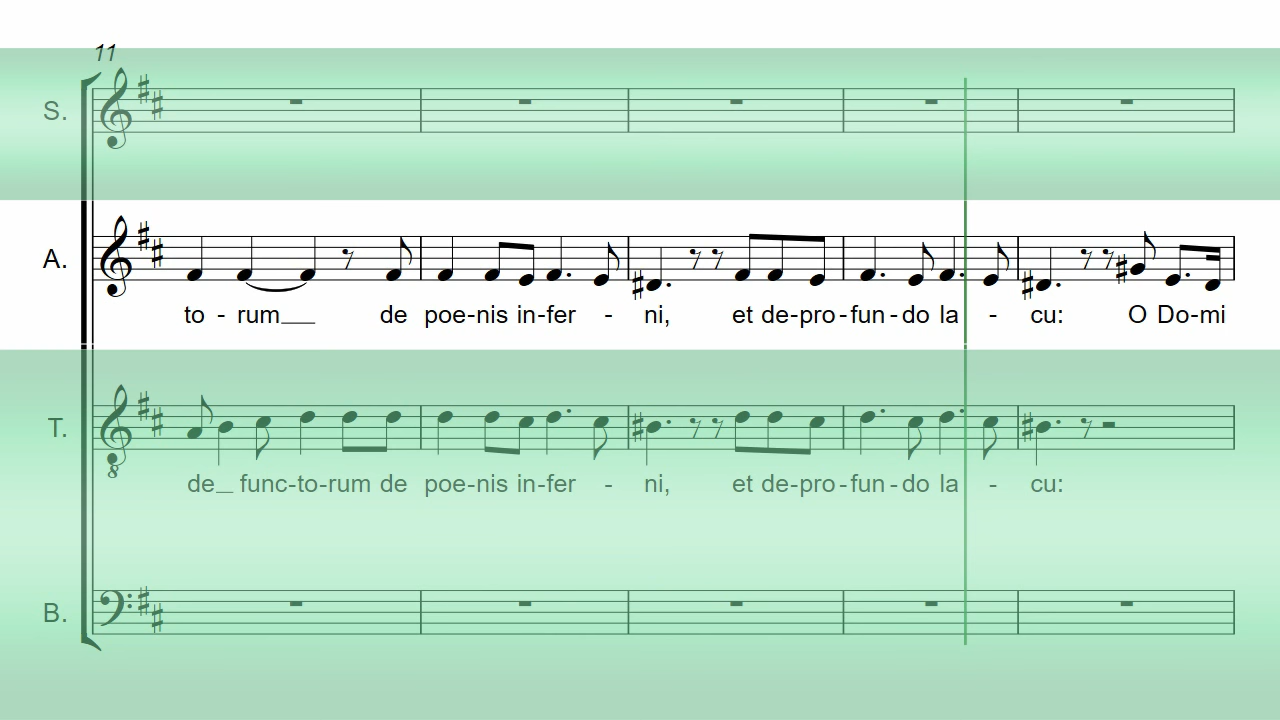 11
S.
A.
to - rum__ de poe-nis in-fer - ni, et de-pro-fun-do la - cu: O Do-mi
T.
8
de_ func-to-rum de poe-nis in-fer - ni, et de-pro-fun-do la - cu:
B.